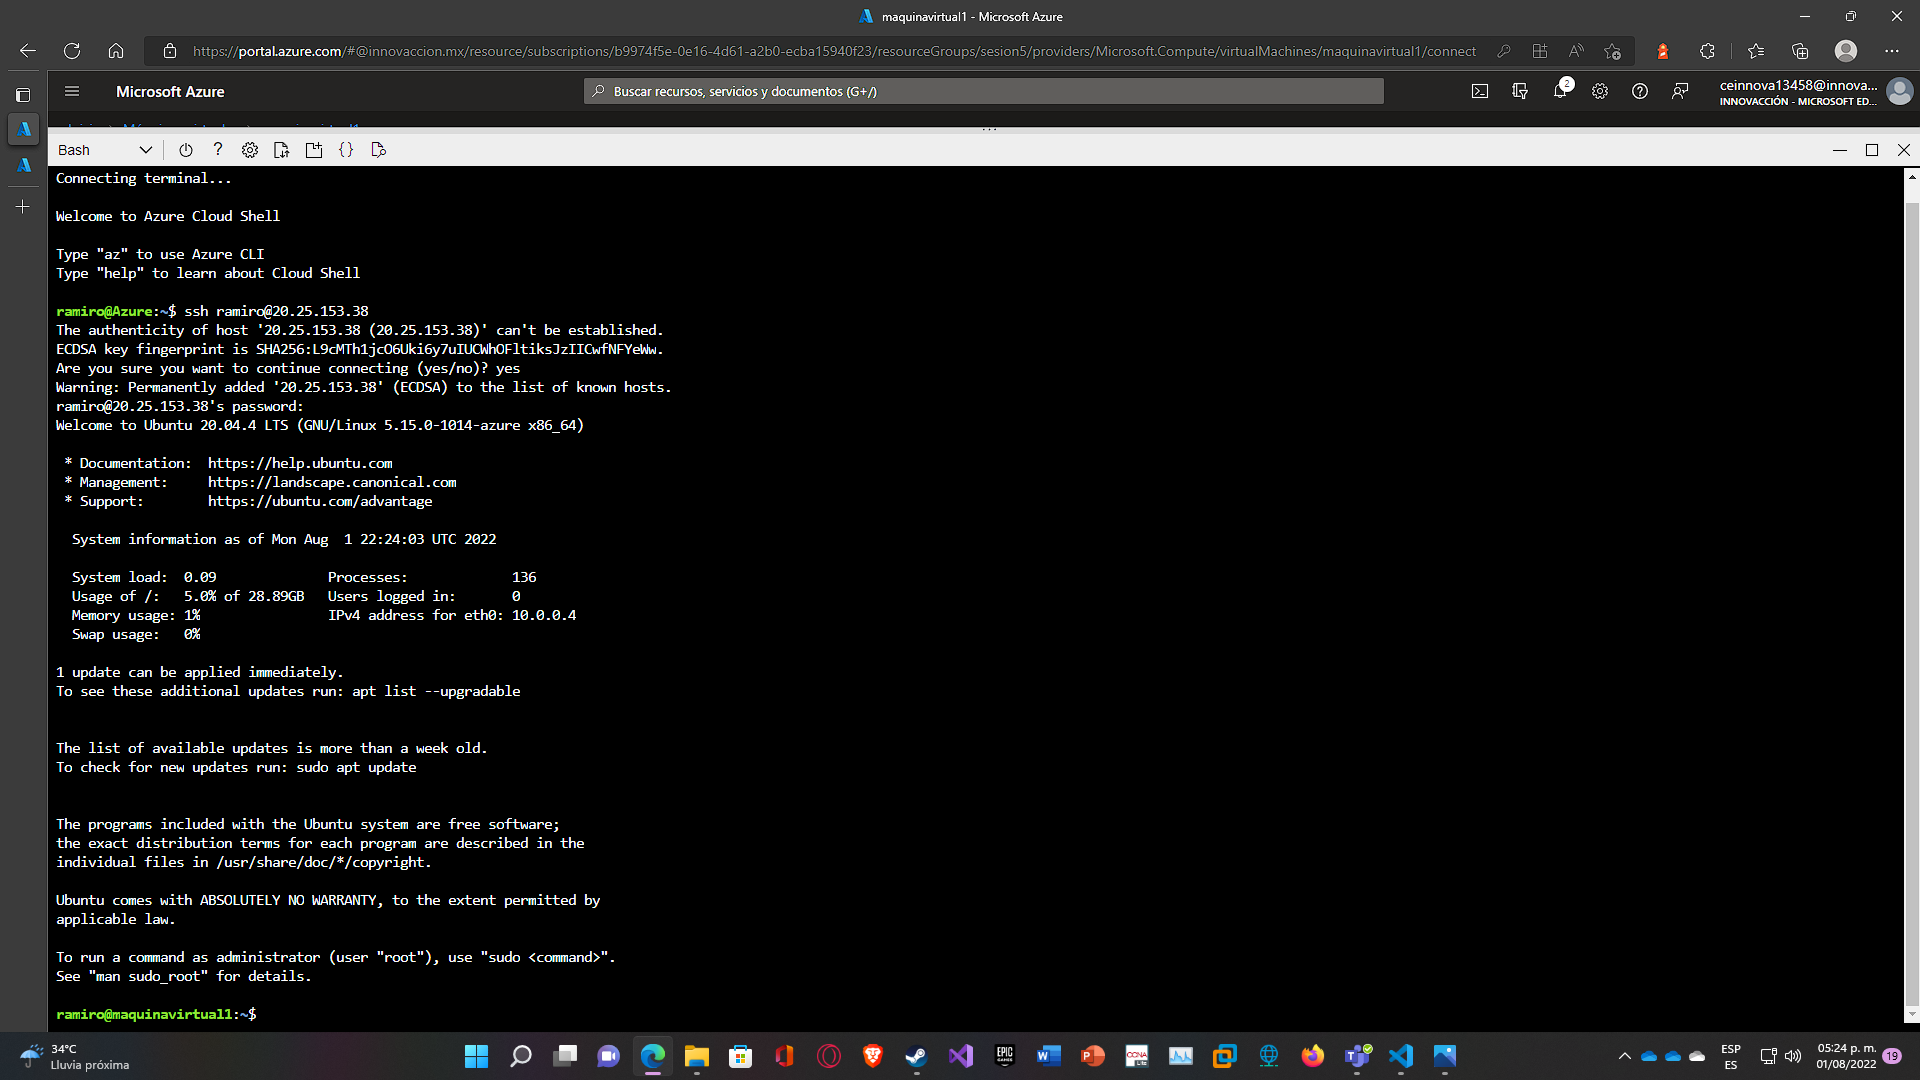 maquinavirtual1 - Microsoft Azure
https://portal.azure.com/#@innovaccion.mx/resource/subscriptions/b9974f5e-0e16-4d61-a2b0-ecba15940f23/resourceGroups/sesion5/providers/Microsoft.Compute/virtualMachines/maquinavirtual1/connect
Microsoft Azure
Buscar recursos, servicios y documentos (G+/)
2
ceinnova13458@innova...
INNOVACCIÓN - MICROSOFT ED...
Bash
Connecting terminal...
Welcome to Azure Cloud Shell
Type "az" to use Azure CLI
Type "help" to learn about Cloud Shell
ramiro@Azure:~$ ssh ramiro@20.25.153.38
The authenticity of host '20.25.153.38 (20.25.153.38)' can't be established.
ECDSA key fingerprint is SHA256:L9cMTh1jcO6Uki6y7uIUCWhOFltiksJzIICwfNFYeWw.
Are you sure you want to continue connecting (yes/no)? yes
Warning: Permanently added '20.25.153.38' (ECDSA) to the list of known hosts.
ramiro@20.25.153.38's password:
Welcome to Ubuntu 20.04.4 LTS (GNU/Linux 5.15.0-1014-azure x86_64)
* Documentation:  https://help.ubuntu.com
* Management:     https://landscape.canonical.com
* Support:        https://ubuntu.com/advantage
System information as of Mon Aug  1 22:24:03 UTC 2022
System load:  0.09              Processes:             136
Usage of /:   5.0% of 28.89GB   Users logged in:       0
Memory usage: 1%                IPv4 address for eth0: 10.0.0.4
Swap usage:   0%
1 update can be applied immediately.
To see these additional updates run: apt list --upgradable
The list of available updates is more than a week old.
To check for new updates run: sudo apt update
The programs included with the Ubuntu system are free software;
the exact distribution terms for each program are described in the
individual files in /usr/share/doc/*/copyright.
Ubuntu comes with ABSOLUTELY NO WARRANTY, to the extent permitted by
applicable law.
To run a command as administrator (user "root"), use "sudo <command>".
See "man sudo_root" for details.
ramiro@maquinavirtual1:~$
34°C
Lluvia próxima
ESP
ES
05:24 p. m.
01/08/2022
19